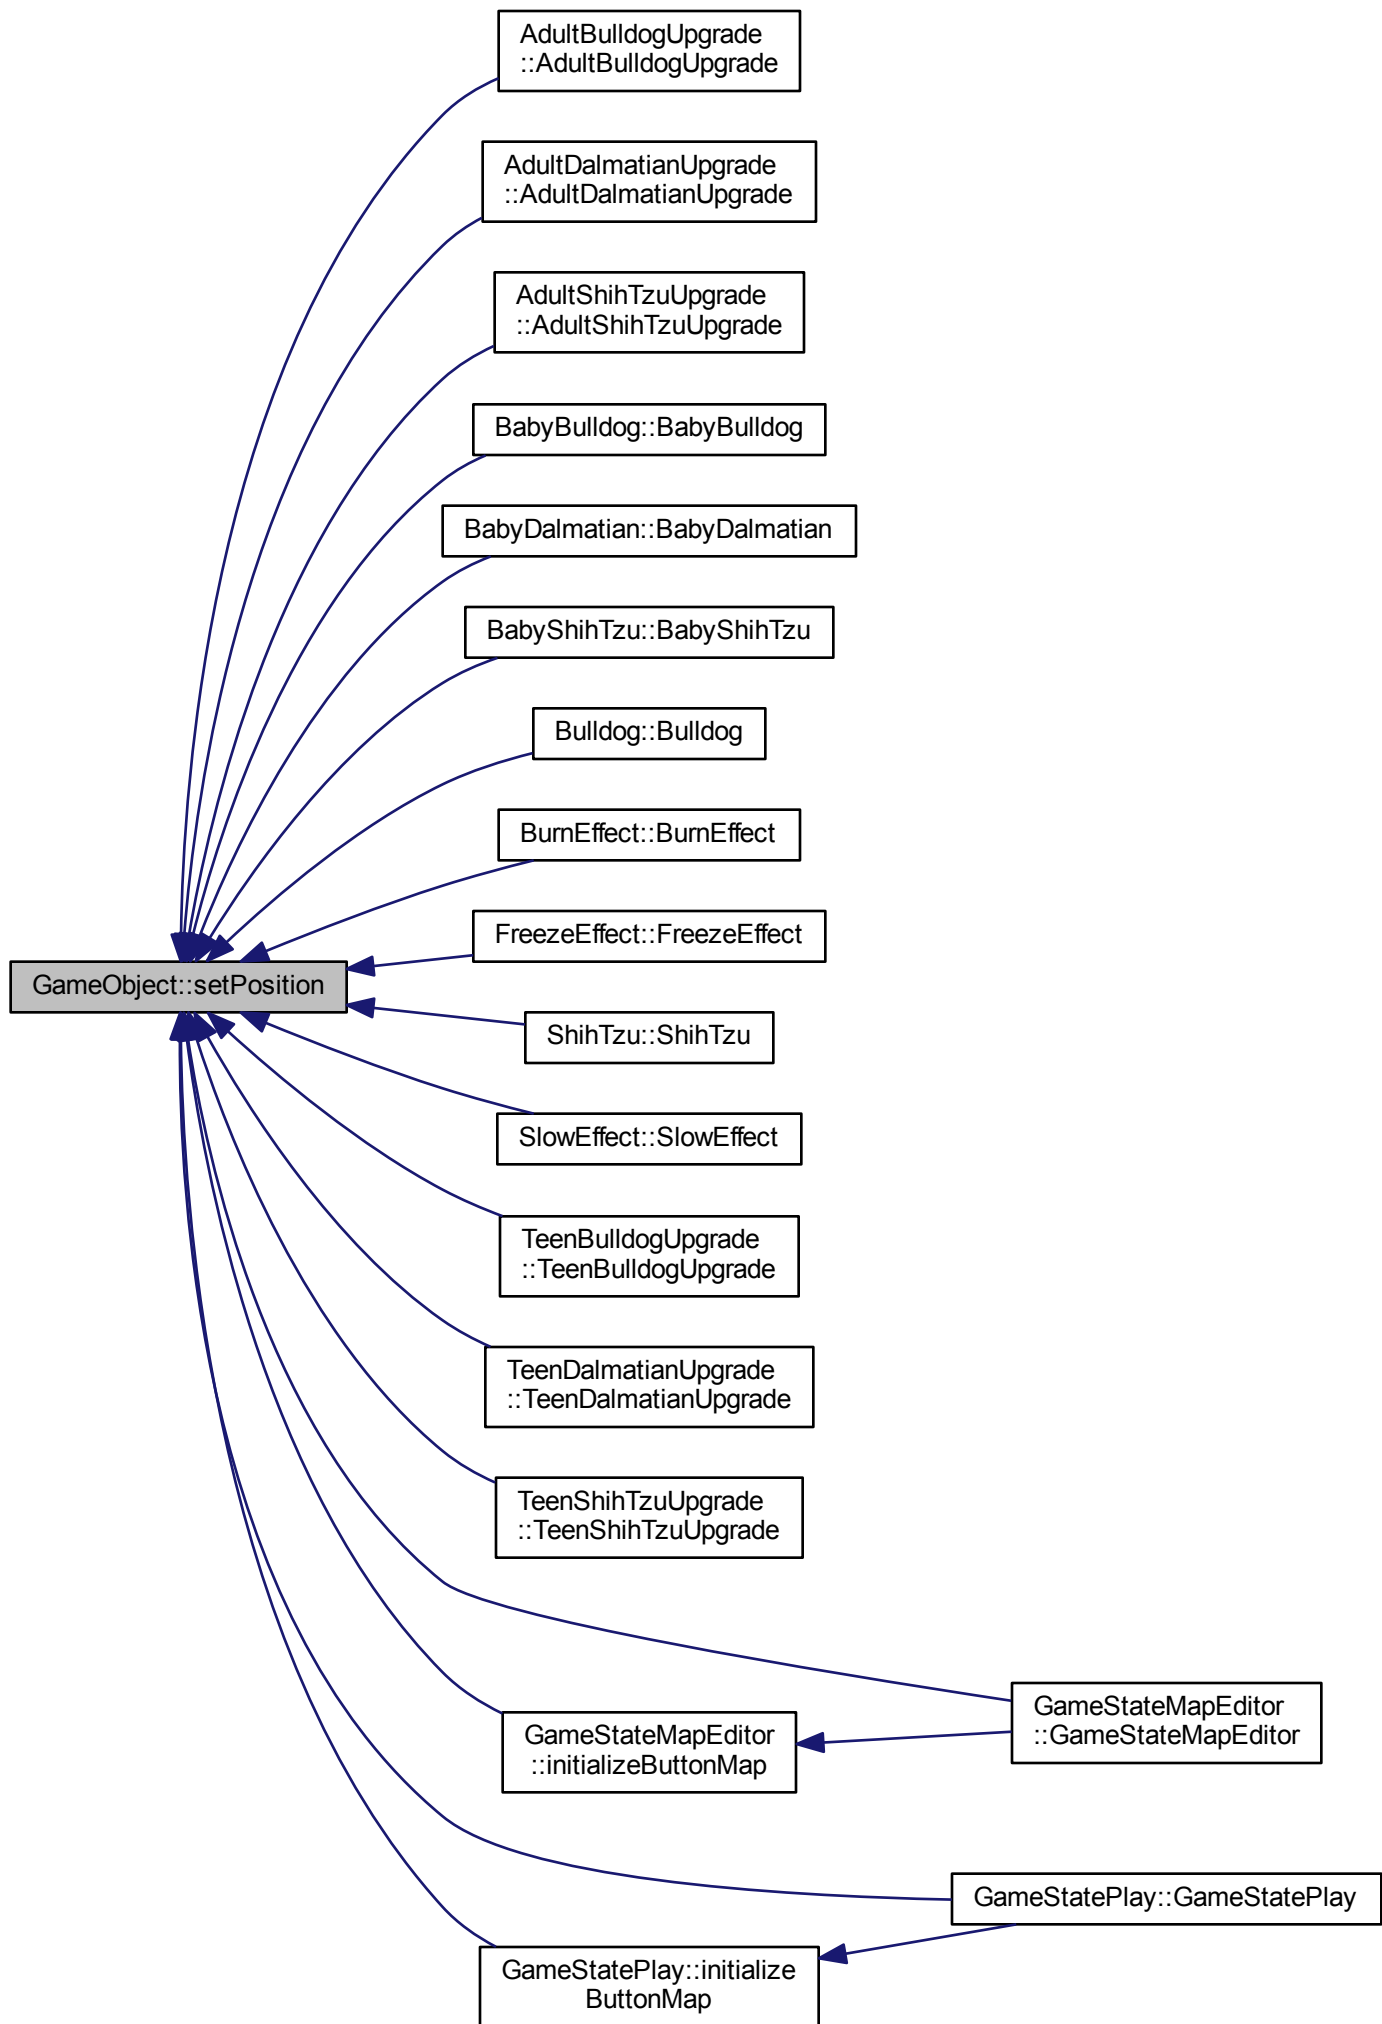 AdultBulldogUpgrade
::AdultBulldogUpgrade
AdultDalmatianUpgrade
::AdultDalmatianUpgrade
AdultShihTzuUpgrade
::AdultShihTzuUpgrade
BabyBulldog::BabyBulldog
BabyDalmatian::BabyDalmatian
BabyShihTzu::BabyShihTzu
Bulldog::Bulldog
BurnEffect::BurnEffect
FreezeEffect::FreezeEffect
GameObject::setPosition
ShihTzu::ShihTzu
SlowEffect::SlowEffect
TeenBulldogUpgrade
::TeenBulldogUpgrade
TeenDalmatianUpgrade
::TeenDalmatianUpgrade
TeenShihTzuUpgrade
::TeenShihTzuUpgrade
GameStateMapEditor
::GameStateMapEditor
GameStateMapEditor
::initializeButtonMap
GameStatePlay::GameStatePlay
GameStatePlay::initialize
ButtonMap